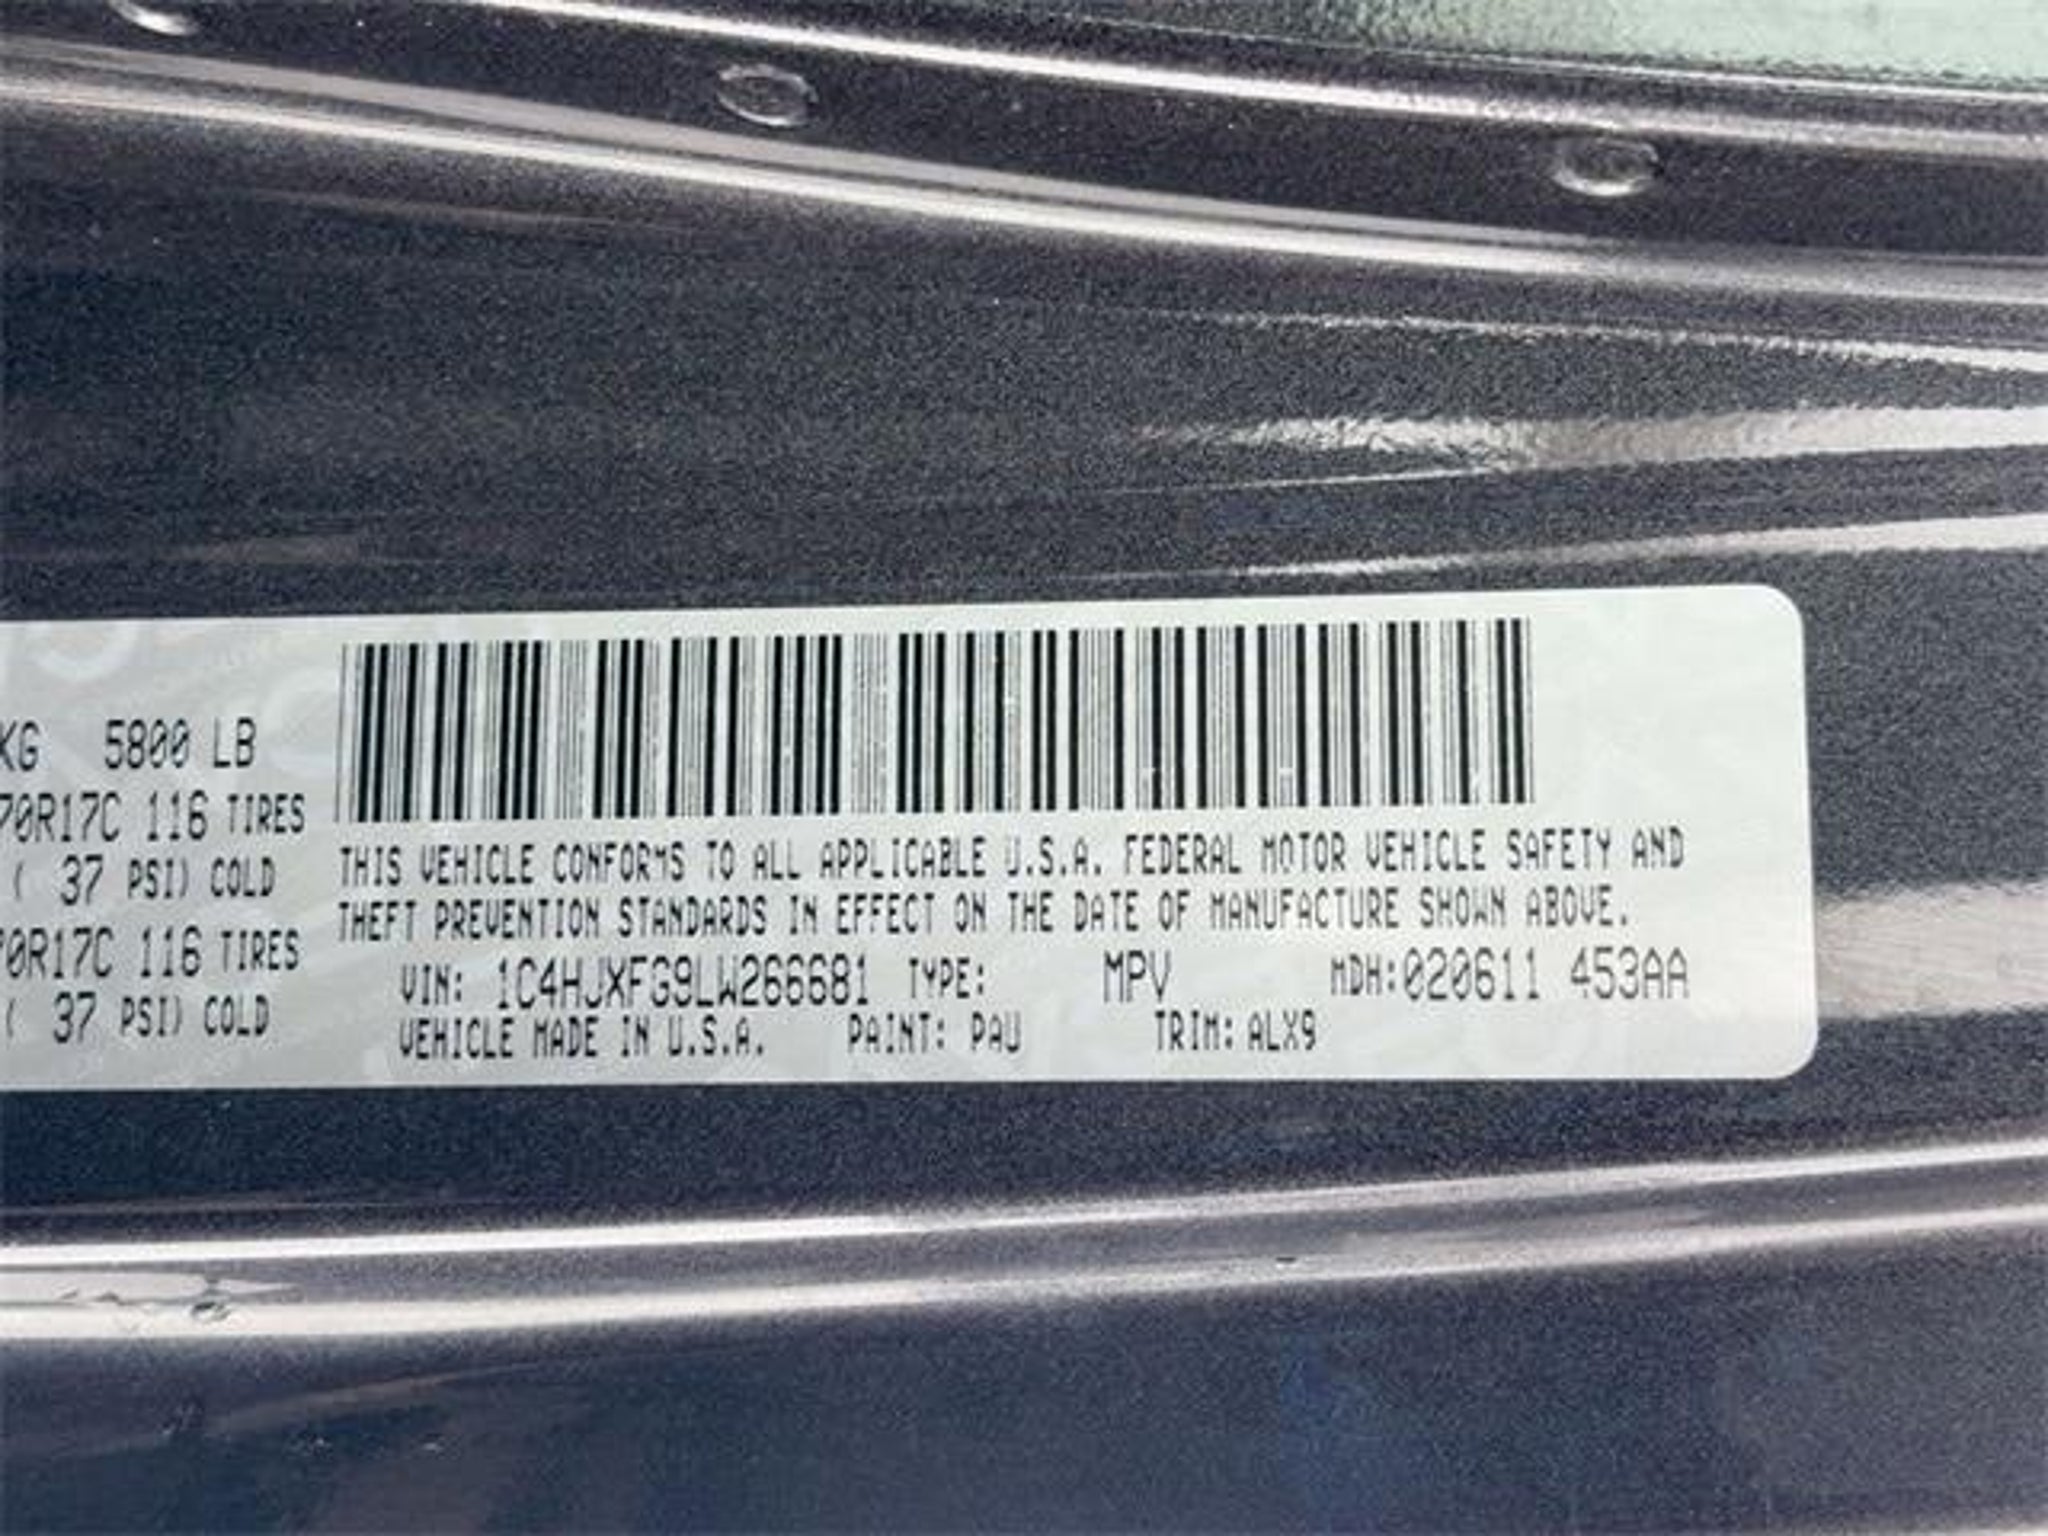 KG 5800 LB
70R17C 116 TIRES
( 37 PSI) COLD
70R17C 116 TIRES
( 37 PSI) COLD
THIS VEHICLE CONFORMS TO ALL APPLICABLE U.S.A. FEDERAL MOTOR VEHICLE SAFETY AND
THEFT PREVENTION STANDARDS IN EFFECT ON THE DATE OF MANUFACTURE SHOWN ABOVE.
VIN: 1C4HJXFG9LW266681 TYPE: MPV MDH:020611 453AA
VEHICLE MADE IN U.S.A. PAINT: PAU TRIM: ALX9